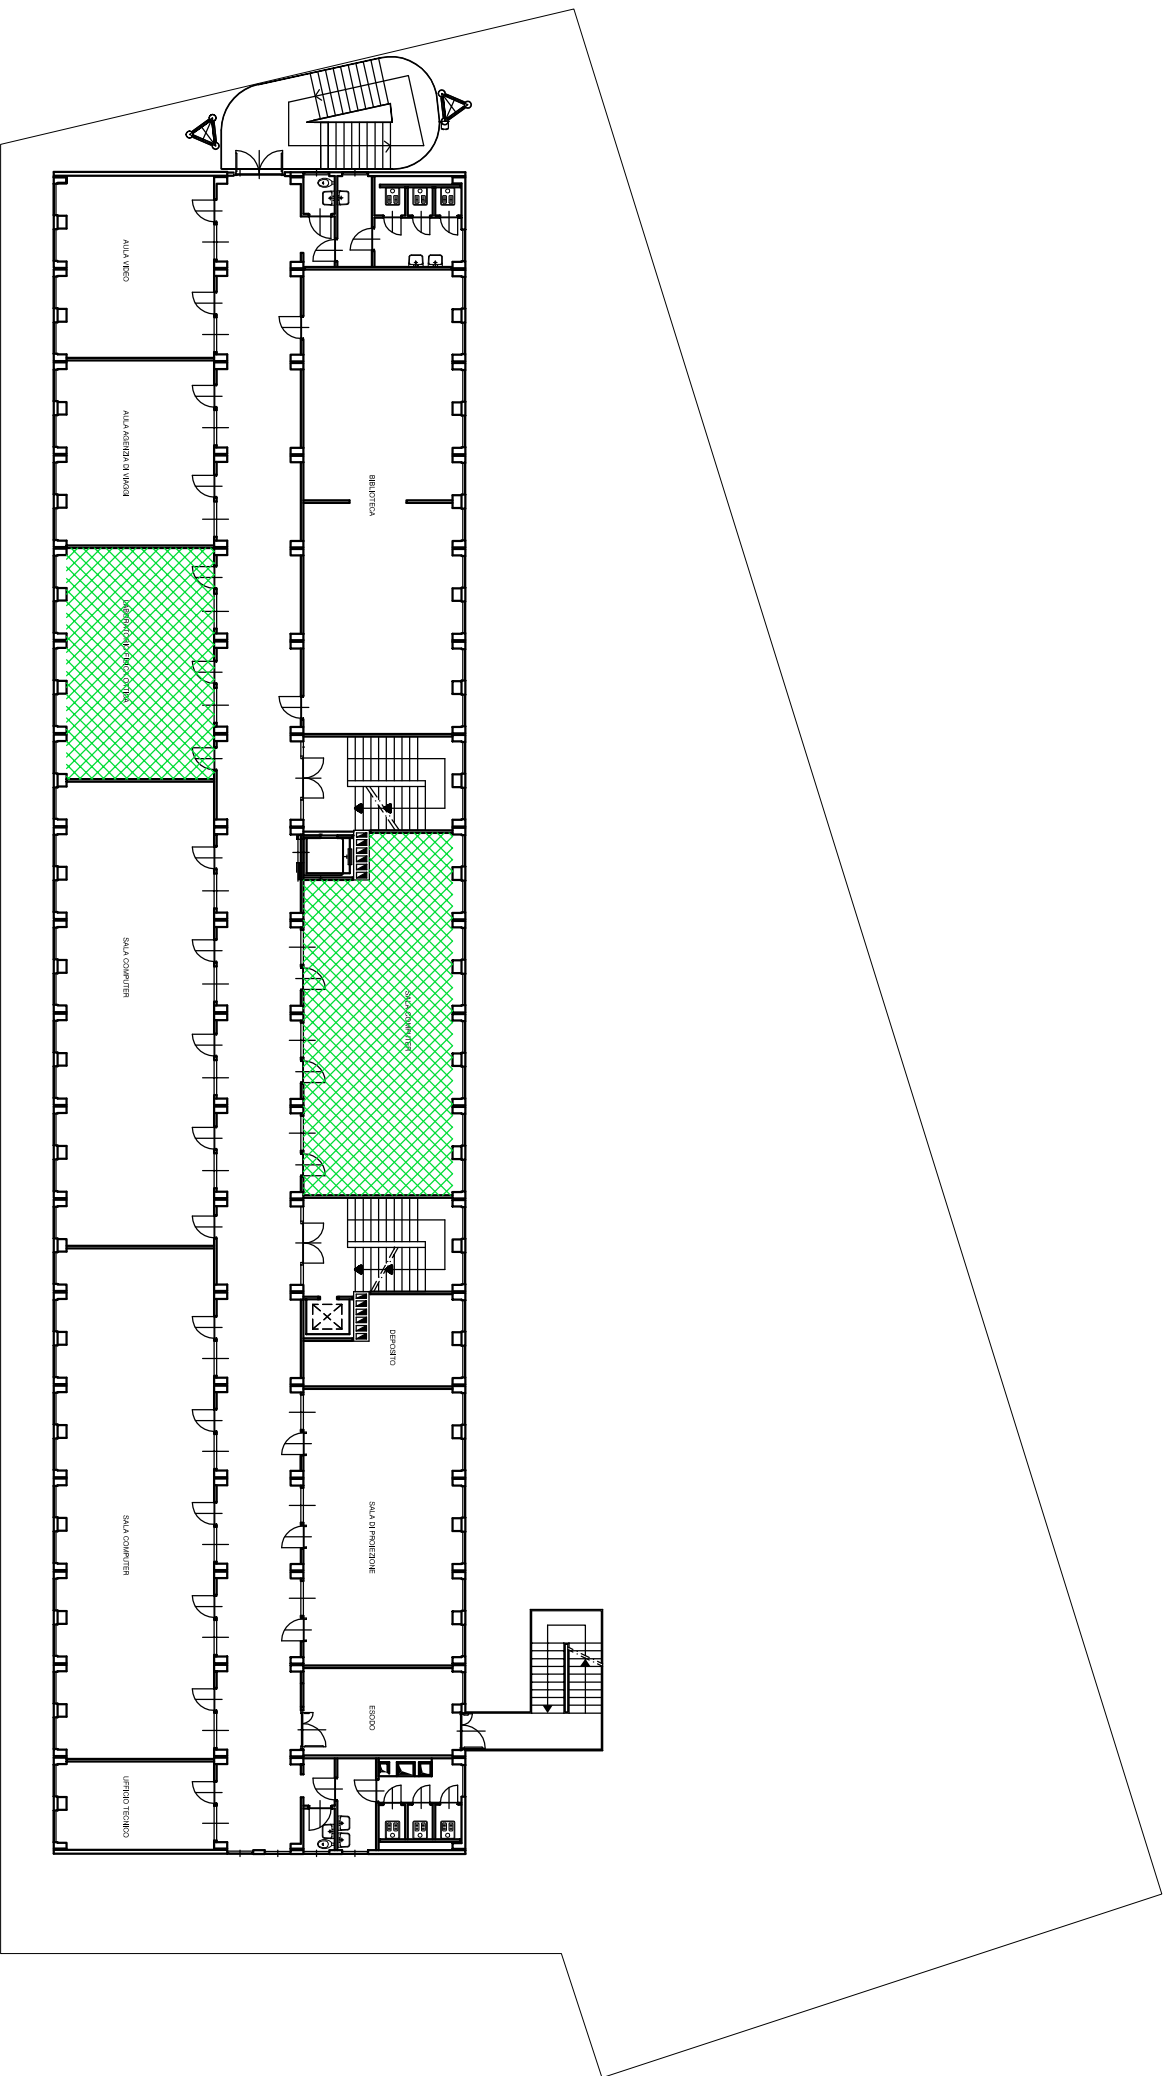 AULA VIDEO
AULA AGENZIA DI VIAGGI
BIBLIOTECA
SALA COMPUTER
SALA COMPUTER
DEPOSITO
SALA DI PROIEZIONE
SALA COMPUTER
ESODO
UFFICIO TECNICO